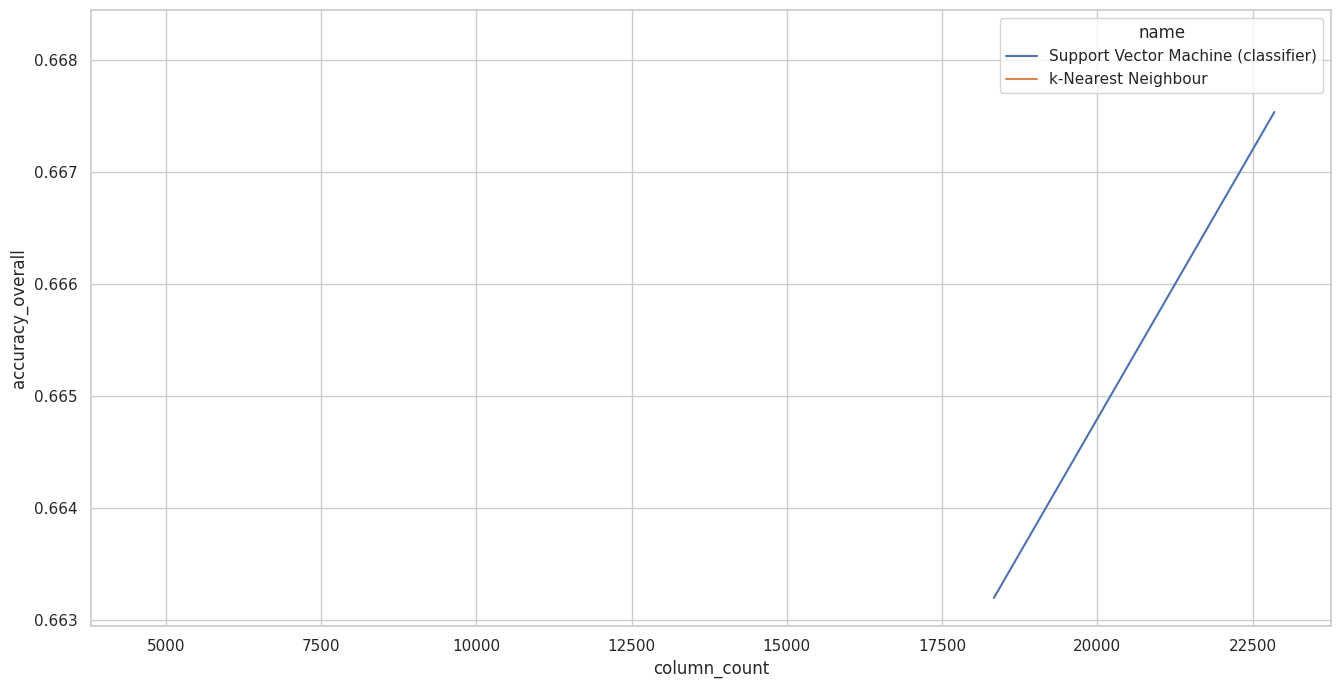 name
Support Vector Machine (classifier)
k-Nearest Neighbour
0.668
0.667
0.666
0.665
0.664
0.663
accuracy_overall
5000 7500 10000 12500 15000 17500 20000 22500
column_count